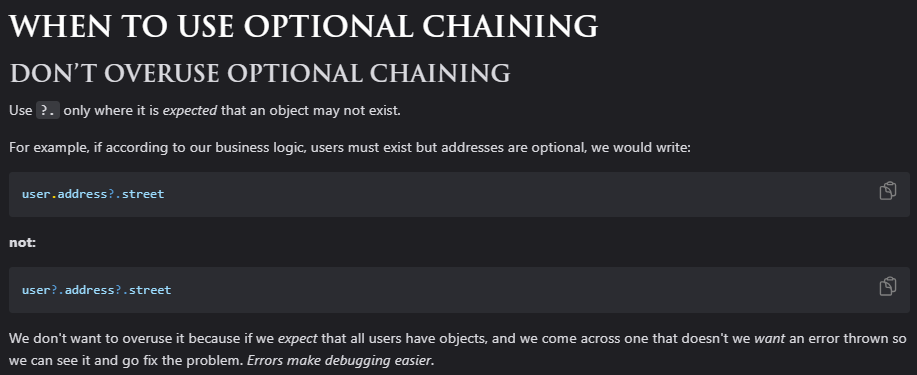 WHEN TO USE OPTIONAL CHAINING
DON'T OVERUSE OPTIONAL CHAINING
Use ?. only where it is expected that an object may not exist.
For example, if according to our business logic, users must exist but addresses are optional, we would write:
user.address?.street
not:
user?.address?.street
We don't want to overuse it because if we expect that all users have objects, and we come across one that doesn't we want an error thrown so
we can see it and go fix the problem. Errors make debugging easier.